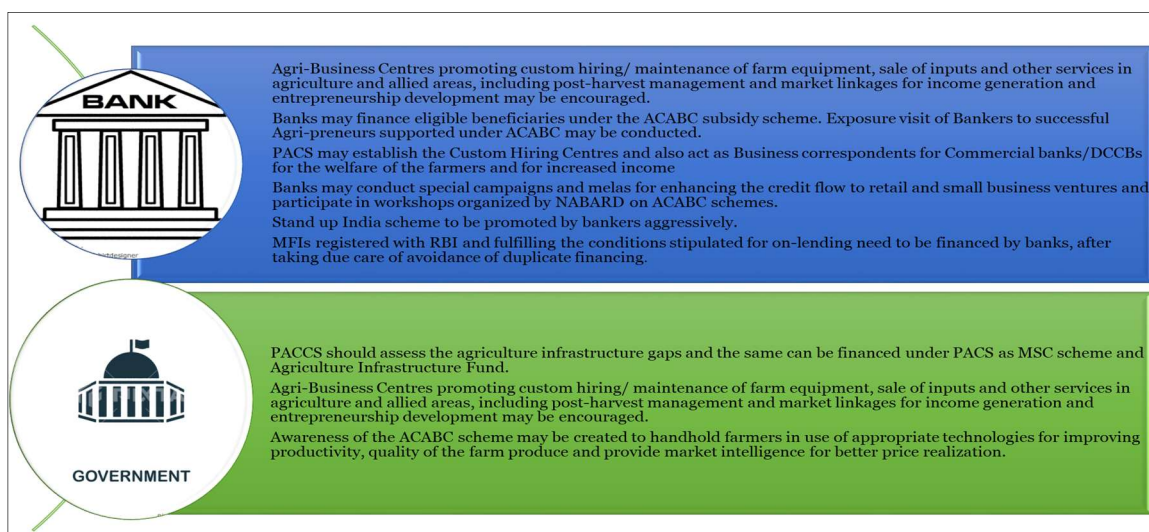 BANK
Agri-Business Centres promoting custom hiring/ maintenance of farm equipment, sale of inputs and other services in
agriculture and allied areas, including post-harvest management and market linkages for income generation and
entrepreneurship development may be encouraged.
Banks may finance eligible beneficiaries under the ACABC subsidy scheme. Exposure visit of Bankers to successful
Agri-preneurs supported under ACABC may be conducted.
PACS may establish the Custom Hiring Centres and also act as Business correspondents for Commercial banks/DCCBs
for the welfare of the farmers and for increased income
Banks may conduct special campaigns and melas for enhancing the credit flow to retail and small business ventures and
participate in workshops organized by NABARD on ACABC schemes.
Stand up India scheme to be promoted by bankers aggressively.
MFIs registered with RBI and fulfilling the conditions stipulated for on-lending need to be financed by banks, after
taking due care of avoidance of duplicate financing.
PACCS should assess the agriculture infrastructure gaps and the same can be financed under PACS as MSC scheme and
Agriculture Infrastructure Fund.
Agri-Business Centres promoting custom hiring/ maintenance of farm equipment, sale of inputs and other services in
agriculture and allied areas, including post-harvest management and market linkages for income generation and
entrepreneurship development may be encouraged.
Awareness of the ACABC scheme may be created to handhold farmers in use of appropriate technologies for improving
productivity, quality of the farm produce and provide market intelligence for better price realization.
GOVERNMENT